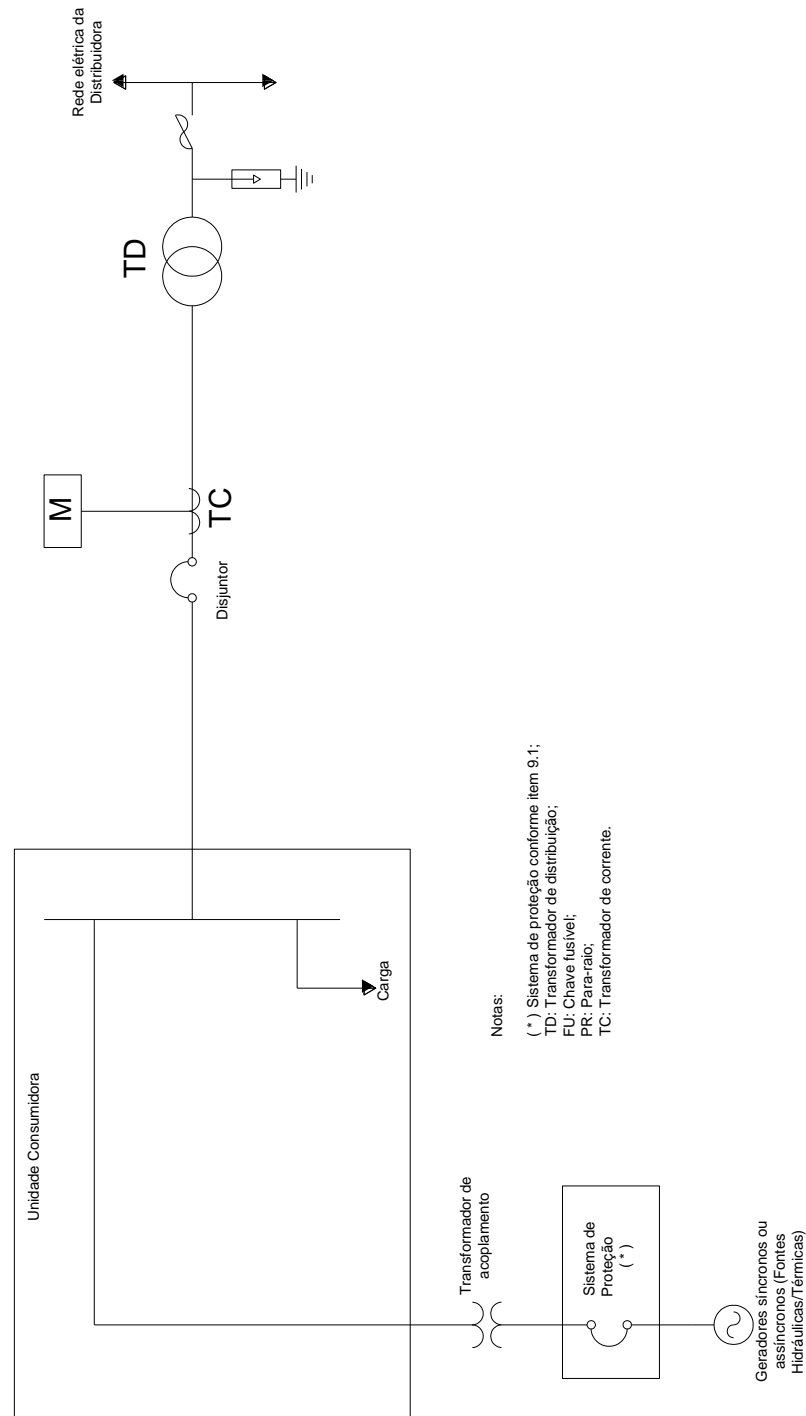 Rede elétrica da
Distribuidora
TD
M
TC
Disjuntor
Unidade Consumidora
Carga
Notas:
( * ) Sistema de proteção conforme item 9.1;
TD: Transformador de distribuição;
FU: Chave fusível;
PR: Para-raio;
TC: Transformador de corrente.
Transformador de
acoplamento
Sistema de
Proteção
( * )
Geradores síncronos ou
assíncronos (Fontes
Hidráulicas/Térmicas)